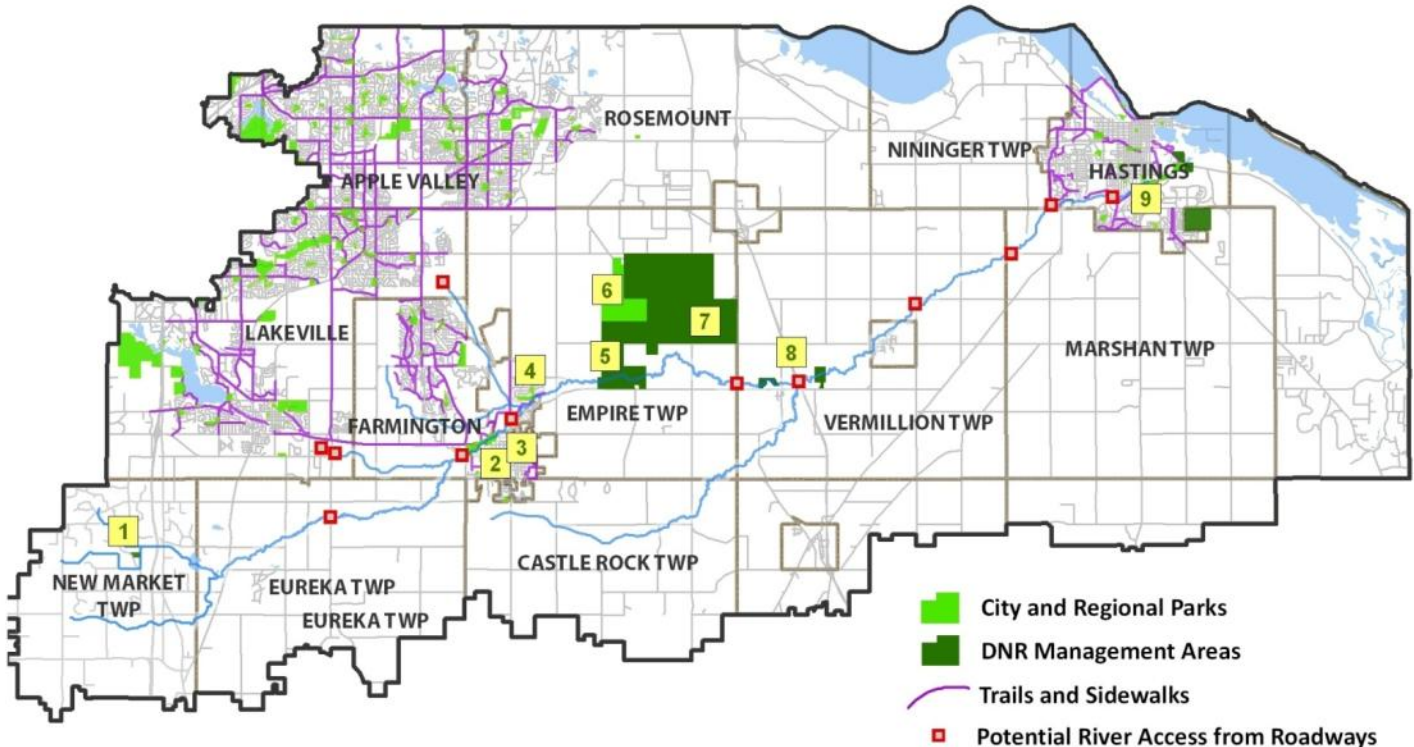 ROSEMOUNT
NININGER TWP
HASTINGS
APPLE VALLEY
9
6
7
LAKEVILLE
8
MARSHAN TWP
5
4
EMPIRE TWP
FARMINGTON
VERMILLION TWP
3
2
1
CASTLE ROCK TWP
NEW MARKET
TWP
EUREKA TWP
EUREKA TWP
City and Regional Parks
DNR Management Areas
Trails and Sidewalks
Potential River Access from Roadways